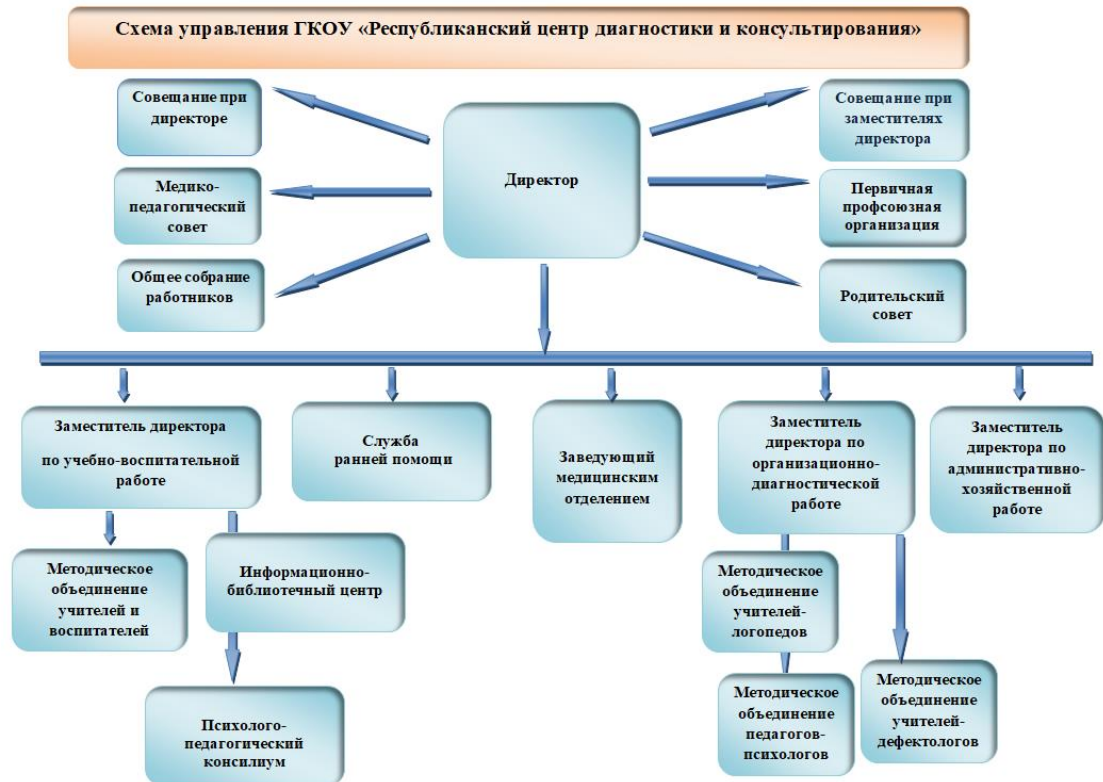 Схема управления ГКОУ «Республиканский центр диагностики и консультирования»
Совещание при
директоре
Директор
Совещание при
заместителях
директора
Медико-
педагогический
совет
Первичная
профсоюзная
организация
Общее собрание
работников
Родительский
совет
Заместитель директора
по учебно-воспитательной
работе
Служба
ранней помощи
Заведующий
медицинским
отделением
Заместитель
директора по
организационно-
диагностической
работе
Заместитель
директора по
административно-
хозяйственной
работе
Методическое
объединение
учителей и
воспитателей
Информационно-
библиотечный центр
Методическое
объединение
учителей-
логопедов
Психолого-
педагогический
консилиум
Методическое
объединение
педагогов-
психологов
Методическое
объединение
учителей-
дефектологов